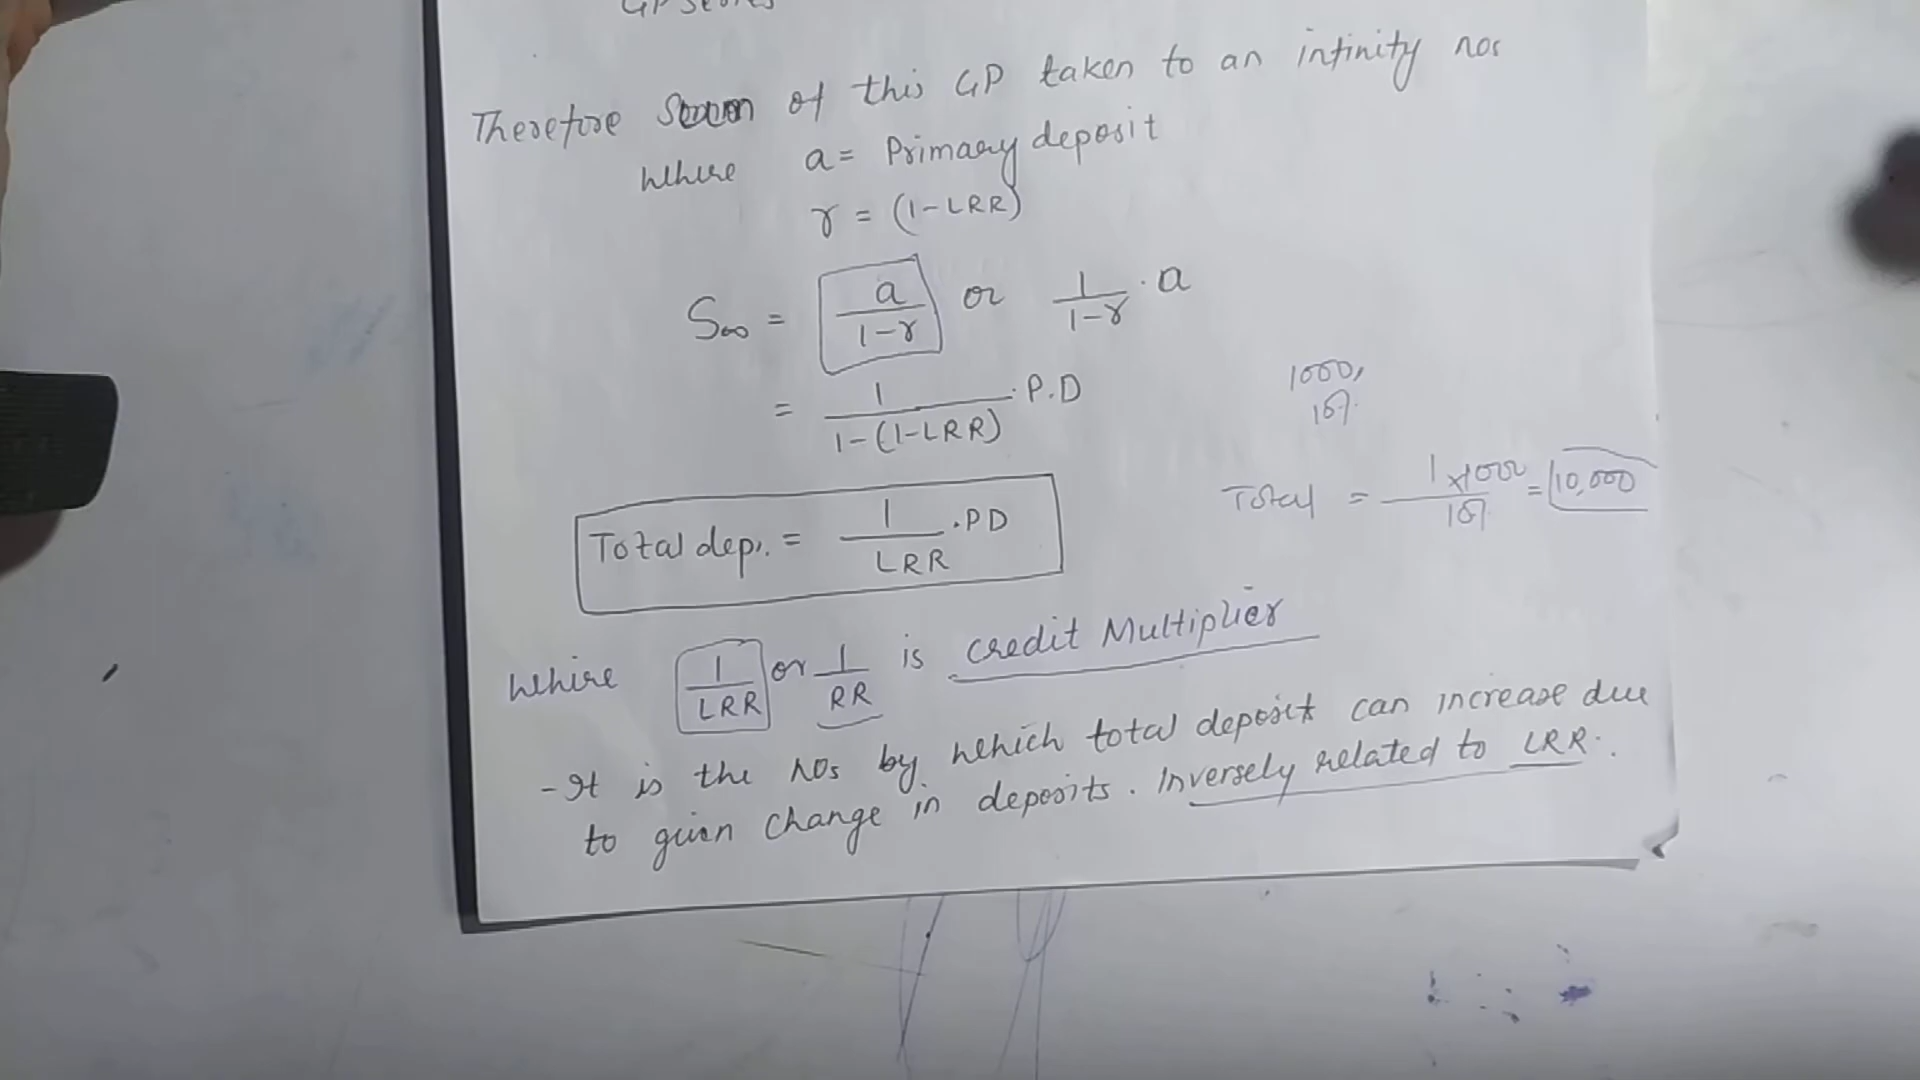 GP series
Therefore Sum of this GP taken to an infinity nos
Where a = Primary deposit
r = (1-LRR)
S∞ = a/1-r or 1/1-r . a
= 1/1-(1-LRR) . P.D
1000,
10%.
Total = 1x1000/10% = 10,000
Total dep. = 1/LRR . PD
Where 1/LRR or 1/RR is credit Multiplier
- It is the nos by which total deposit can increase due
to given change in deposits. Inversely related to LRR.